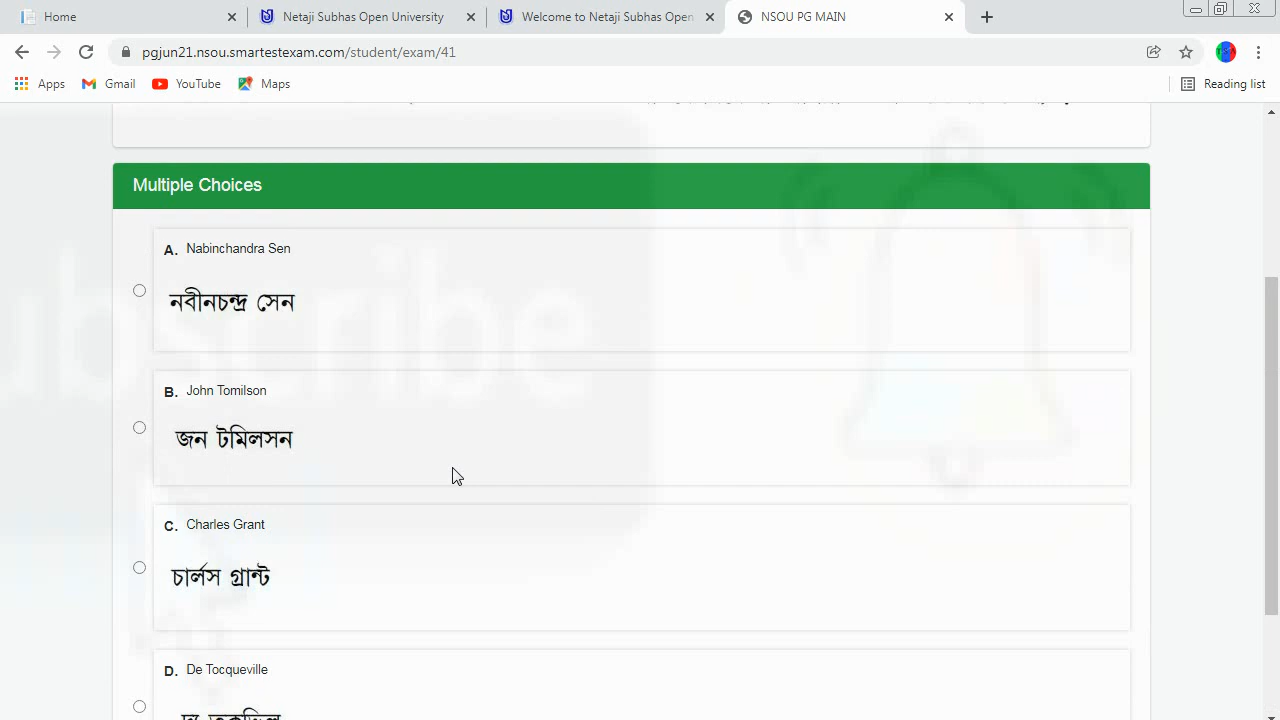 Home
Netaji Subhas Open University
Welcome to Netaji Subhas Open
NSOU PG MAIN
pgjun21.nsou.smartestexam.com/student/exam/41
Apps
Gmail
YouTube
Maps
Reading list
Multiple Choices
A. Nabinchandra Sen
নবীনচন্দ্র সেন
B. John Tomilson
জন টমিলসন
C. Charles Grant
চার্লস গ্রান্ট
D. De Tocqueville
ubscribe